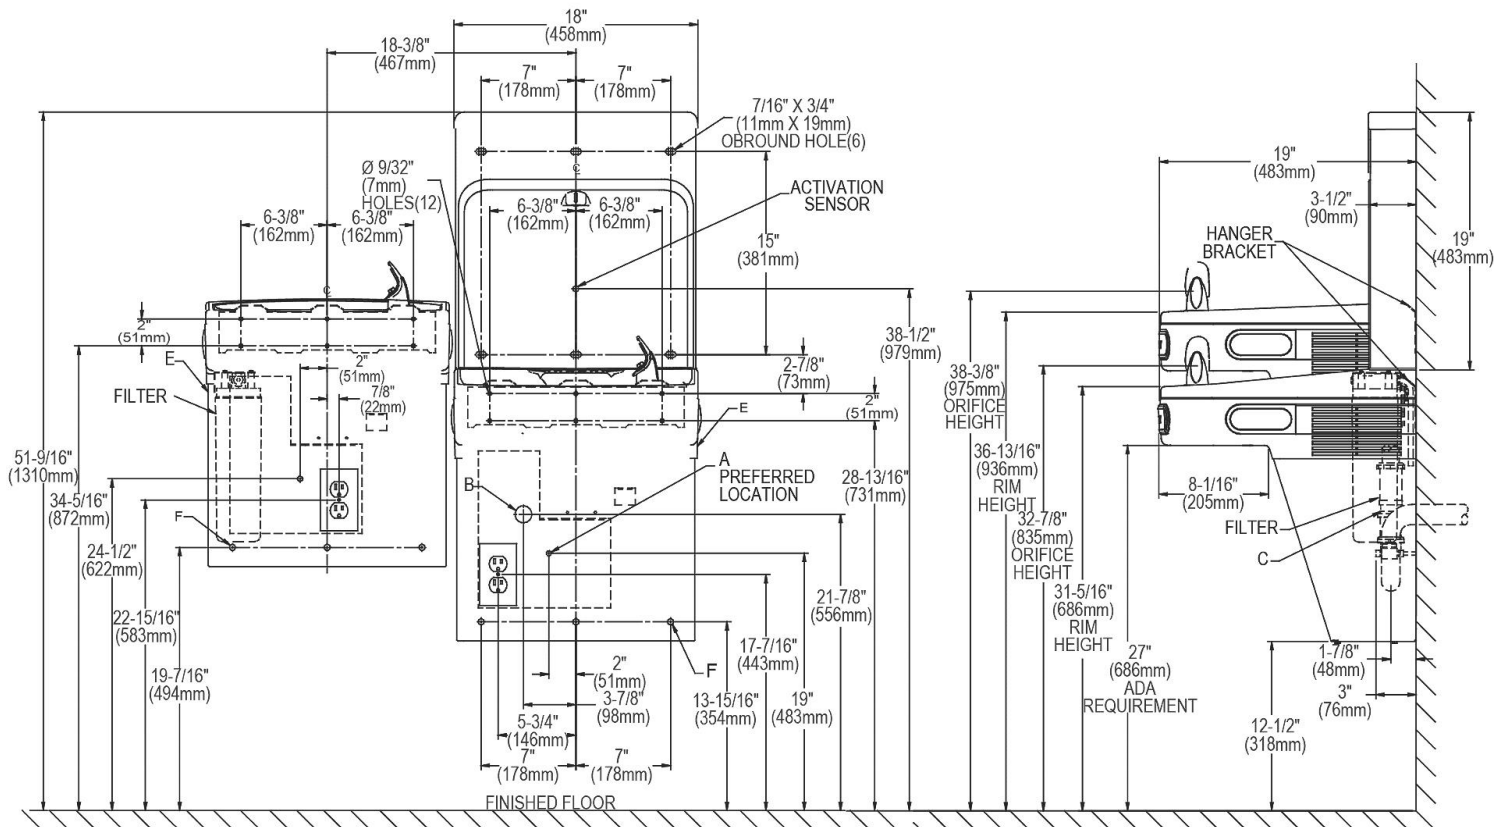 18"
(458mm)
18-3/8"
(467mm)
7"
(178mm)
7"
(178mm)
7/16" X 3/4"
(11mm X 19mm)
OBROUND HOLE(6)
Ø 9/32"
(7mm)
HOLES(12)
℄
ACTIVATION
SENSOR
6-3/8"
(162mm)
6-3/8"
(162mm)
6-3/8"
(162mm)
6-3/8"
(162mm)
15"
(381mm)
℄
2"
(51mm)
E
FILTER
2"
(51mm)
7/8"
(22mm)
2-7/8"
(73mm)
2"
(51mm)
38-1/2"
(979mm)
E
A
PREFERRED
LOCATION
B
28-13/16"
(731mm)
51-9/16"
(1310mm)
34-5/16"
(872mm)
F
24-1/2"
(622mm)
22-15/16"
(583mm)
19-7/16"
(494mm)
21-7/8"
(556mm)
17-7/16"
(443mm)
F
2"
(51mm)
3-7/8"
(98mm)
13-15/16"
(354mm)
19"
(483mm)
5-3/4"
(146mm)
7"
(178mm)
7"
(178mm)
FINISHED FLOOR
19"
(483mm)
3-1/2"
(90mm)
HANGER
BRACKET
19"
(483mm)
38-3/8"
(975mm)
ORIFICE
HEIGHT
36-13/16"
(936mm)
RIM
HEIGHT
32-7/8"
(835mm)
ORIFICE
HEIGHT
31-5/16"
(686mm)
RIM
HEIGHT
27"
(686mm)
ADA
REQUIREMENT
8-1/16"
(205mm)
FILTER
C
1-7/8"
(48mm)
3"
(76mm)
12-1/2"
(318mm)